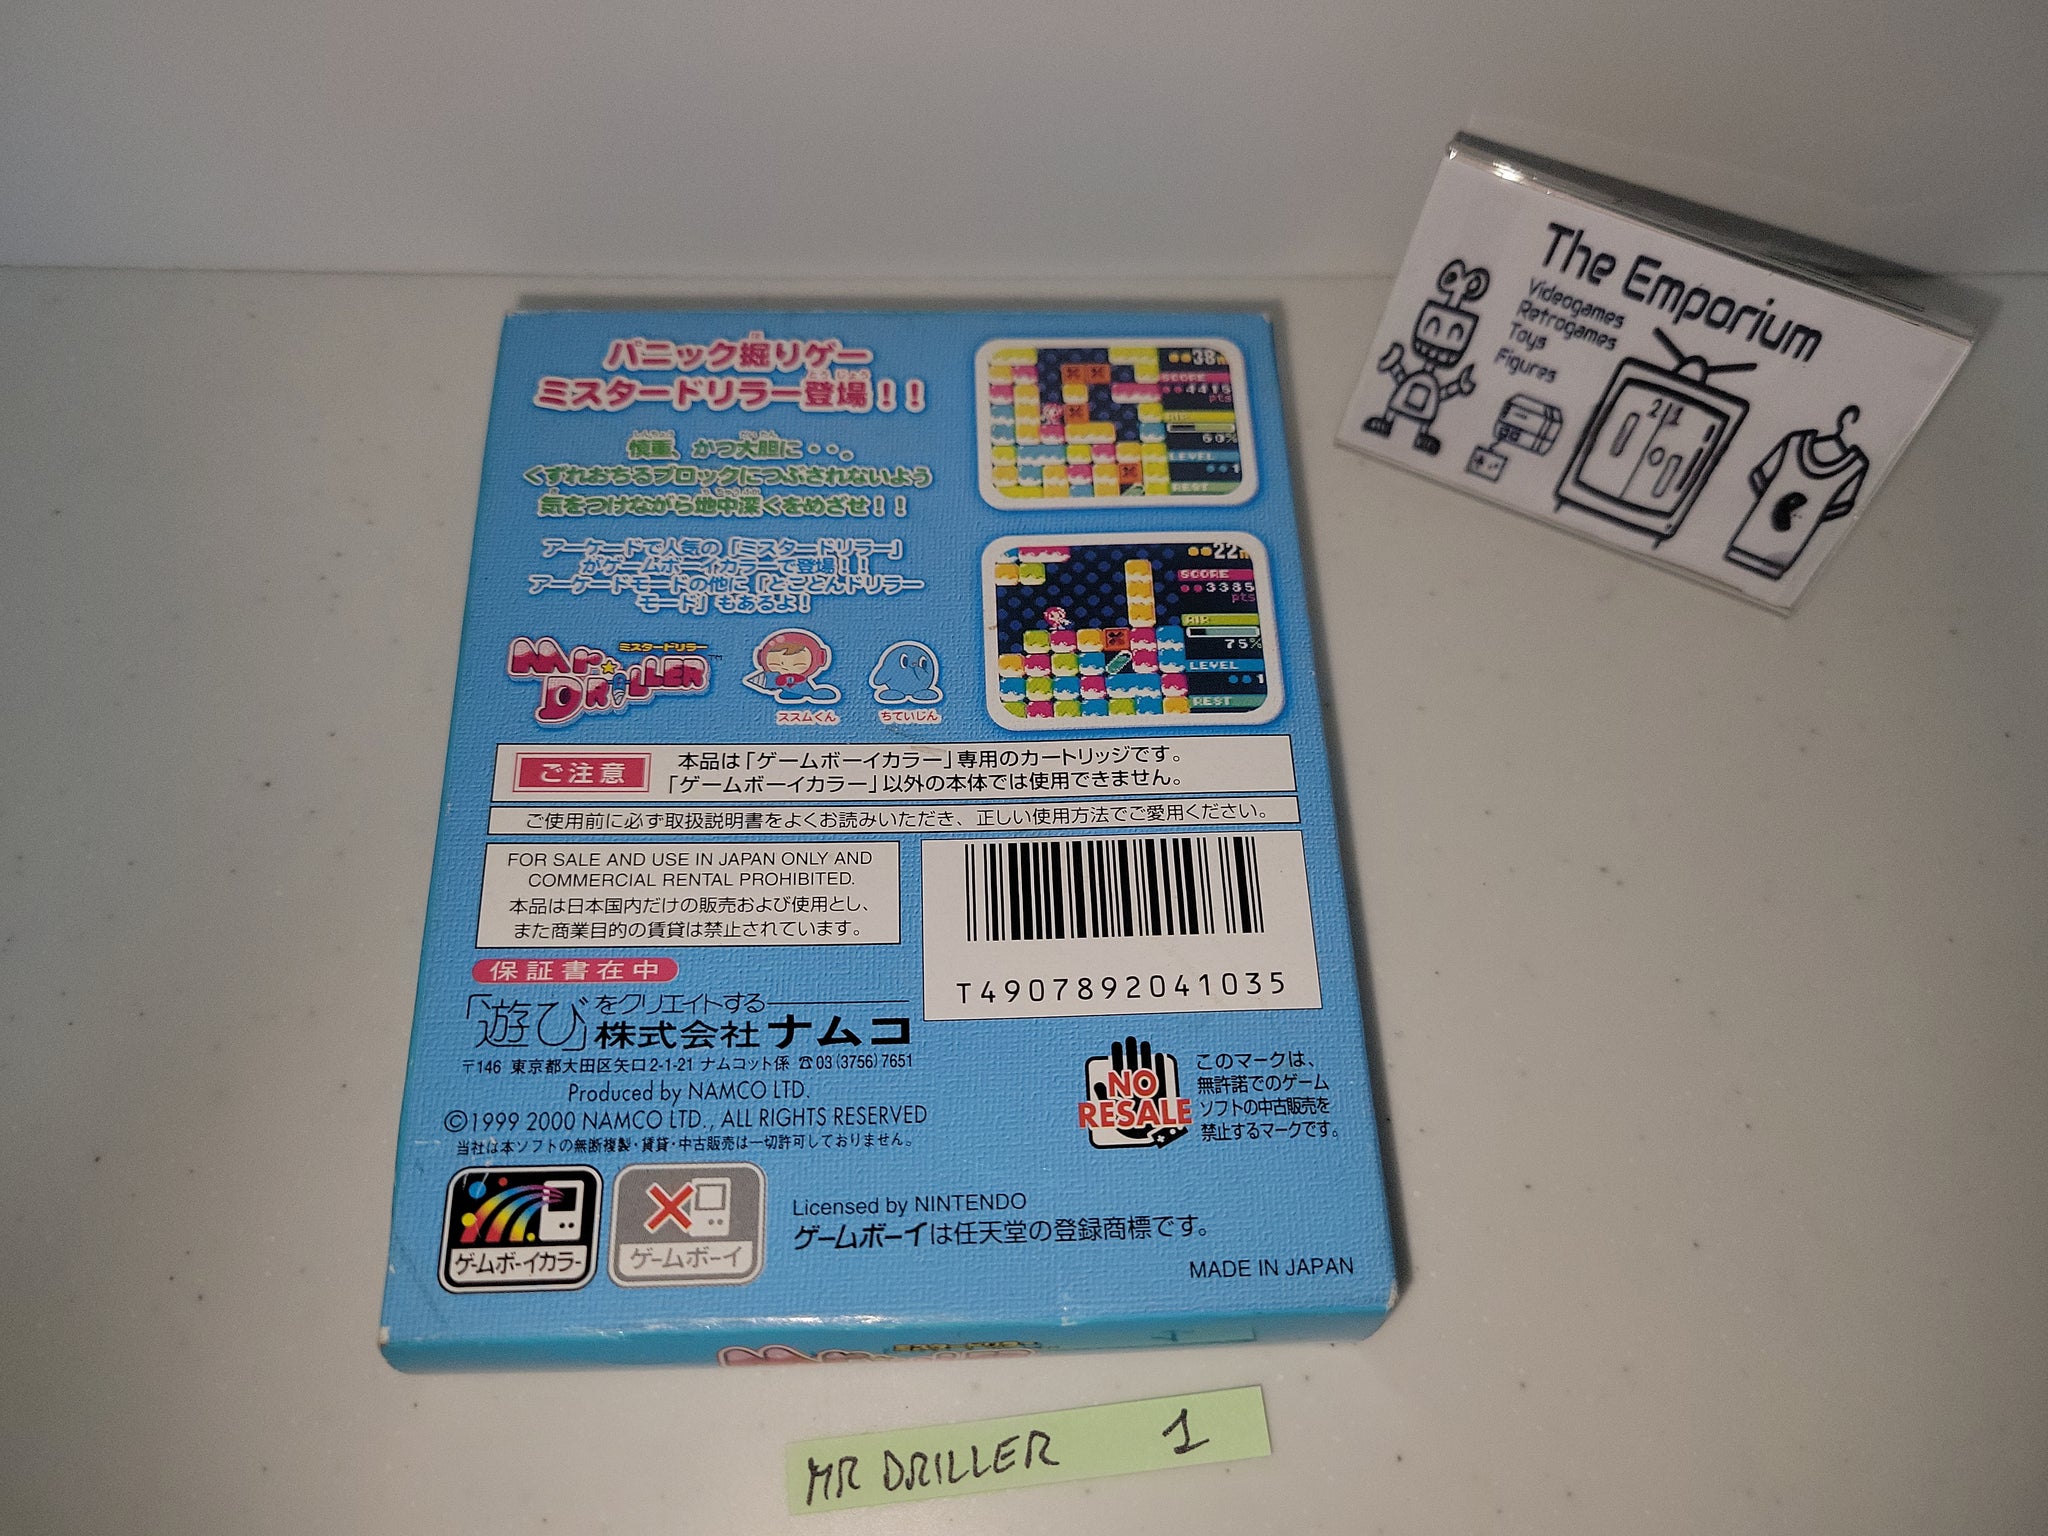 パニック掘りゲー
ミスタードリラー登場!!
慎重、かつ大胆に・・。
くずれおちるブロックにつぶされないよう
気をつけながら地中深くをめざせ!!
アーケードで人気の「ミスタードリラー」
がゲームボーイカラーで登場!!
アーケードモードの他に「とことんドリラー
モード」もあるよ!
ミスタードリラー
Mr. DRiLLER™
ススムくん
ちていじん
38m
SCORE
4415
pts
AIR
60%
LEVEL
1
REST
22m
SCORE
3385
pts
AIR
75%
LEVEL
1
REST
ご注意
本品は「ゲームボーイカラー」専用のカートリッジです。
「ゲームボーイカラー」以外の本体では使用できません。
ご使用前に必ず取扱説明書をよくお読みいただき、正しい使用方法でご愛用ください。
FOR SALE AND USE IN JAPAN ONLY AND
COMMERCIAL RENTAL PROHIBITED.
本品は日本国内だけの販売および使用とし、
また商業目的の賃貸は禁止されています。
T4907892041035
保証書在中
「遊び」をクリエイトする
株式会社ナムコ
〒146 東京都大田区矢口2-1-21 ナムコット係 ☎03(3756)7651
Produced by NAMCO LTD.
©1999 2000 NAMCO LTD., ALL RIGHTS RESERVED
当社は本ソフトの無断複製・賃貸・中古販売は一切許可しておりません。
NO
RESALE
このマークは、
無許諾でのゲーム
ソフトの中古販売を
禁止するマークです。
ゲームボーイカラー
ゲームボーイ
Licensed by NINTENDO
ゲームボーイは任天堂の登録商標です。
MADE IN JAPAN
The Emporium
Videogames
Retrogames
Toys
Figures
2 1
MR DRILLER 1